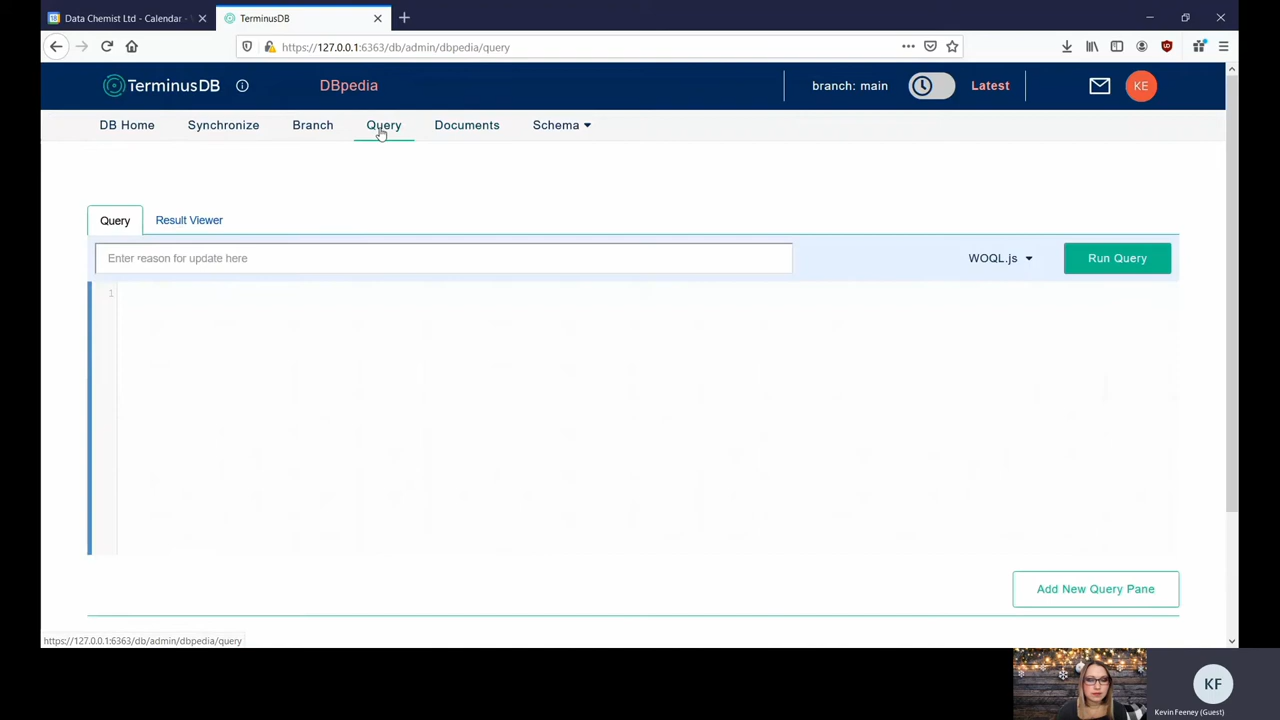 Data Chemist Ltd - Calendar -
TerminusDB
https://127.0.0.1:6363/db/admin/dbpedia/query
TerminusDB
DBpedia
branch: main
Latest
KE
DB Home
Synchronize
Branch
Query
Documents
Schema
Query
Result Viewer
Enter reason for update here
WOQL.js
Run Query
1
Add New Query Pane
https://127.0.0.1:6363/db/admin/dbpedia/query
KF
Kevin Feeney (Guest)